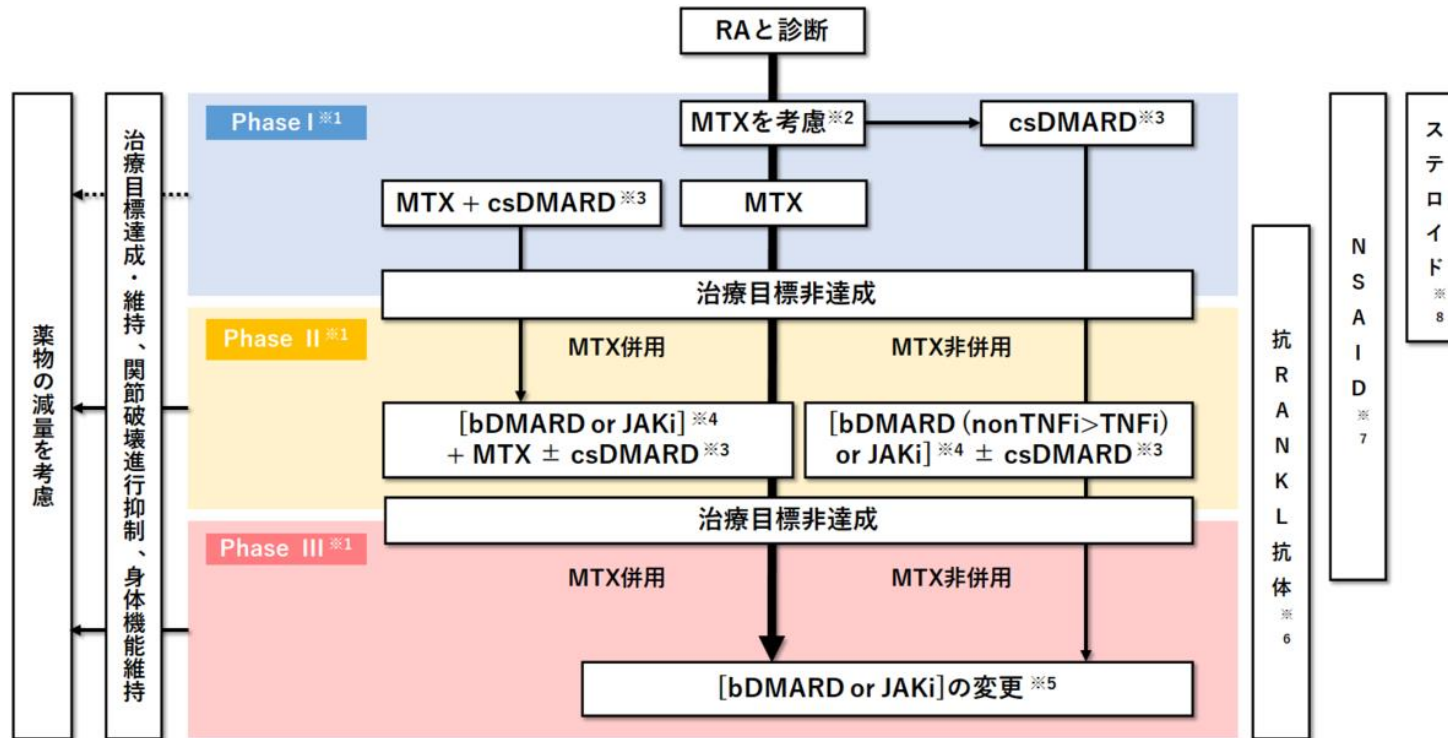 RAと診断
Phase I ※1
MTXを考慮※2
csDMARD※3
MTX + csDMARD ※3
MTX
治療目標非達成
Phase II ※1
MTX併用
MTX非併用
[bDMARD or JAKi] ※4
+ MTX ± csDMARD ※3
[bDMARD (nonTNFi>TNFi)
or JAKi] ※4 ± csDMARD ※3
治療目標非達成
Phase III ※1
MTX併用
MTX非併用
[bDMARD or JAKi]の変更 ※5
薬物の減量を考慮
治療目標達成・維持、関節破壊進行抑制、身体機能維持
抗RANKL抗体※6
NSAID※7
ステロイド※8